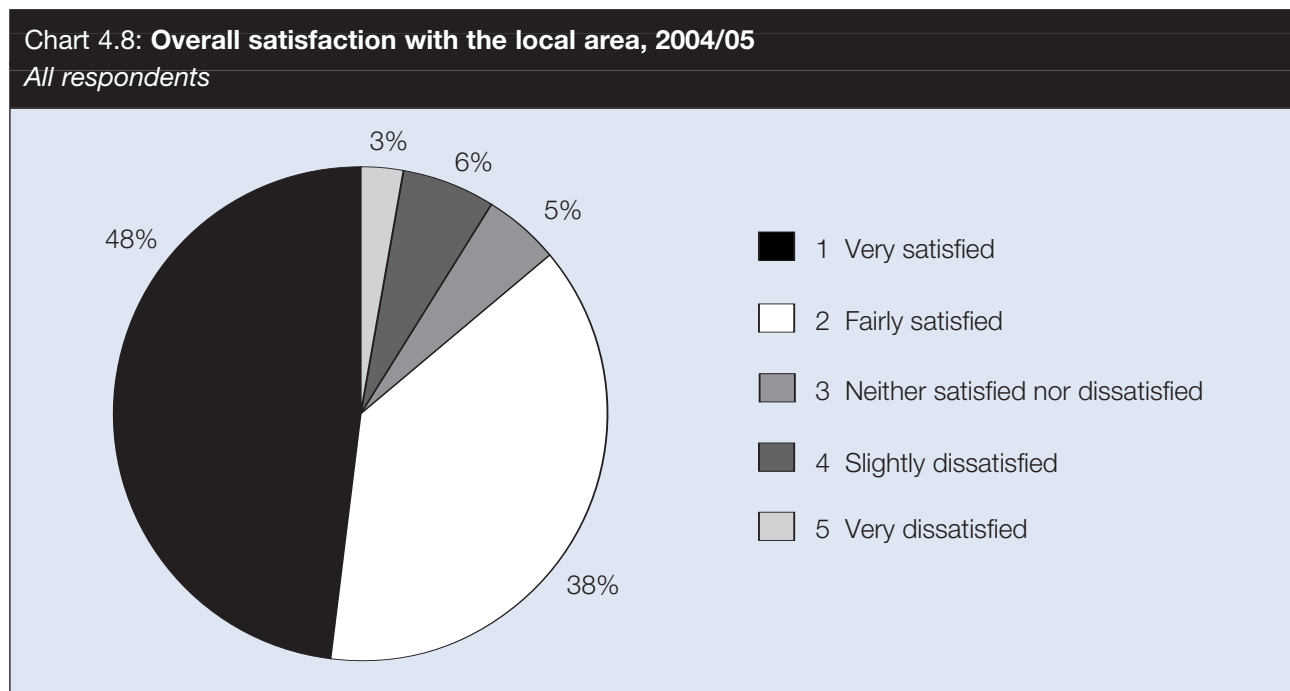 Chart 4.8: Overall satisfaction with the local area, 2004/05
All respondents
3%
6%
5%
48%
38%
1 Very satisfied
2 Fairly satisfied
3 Neither satisfied nor dissatisfied
4 Slightly dissatisfied
5 Very dissatisfied